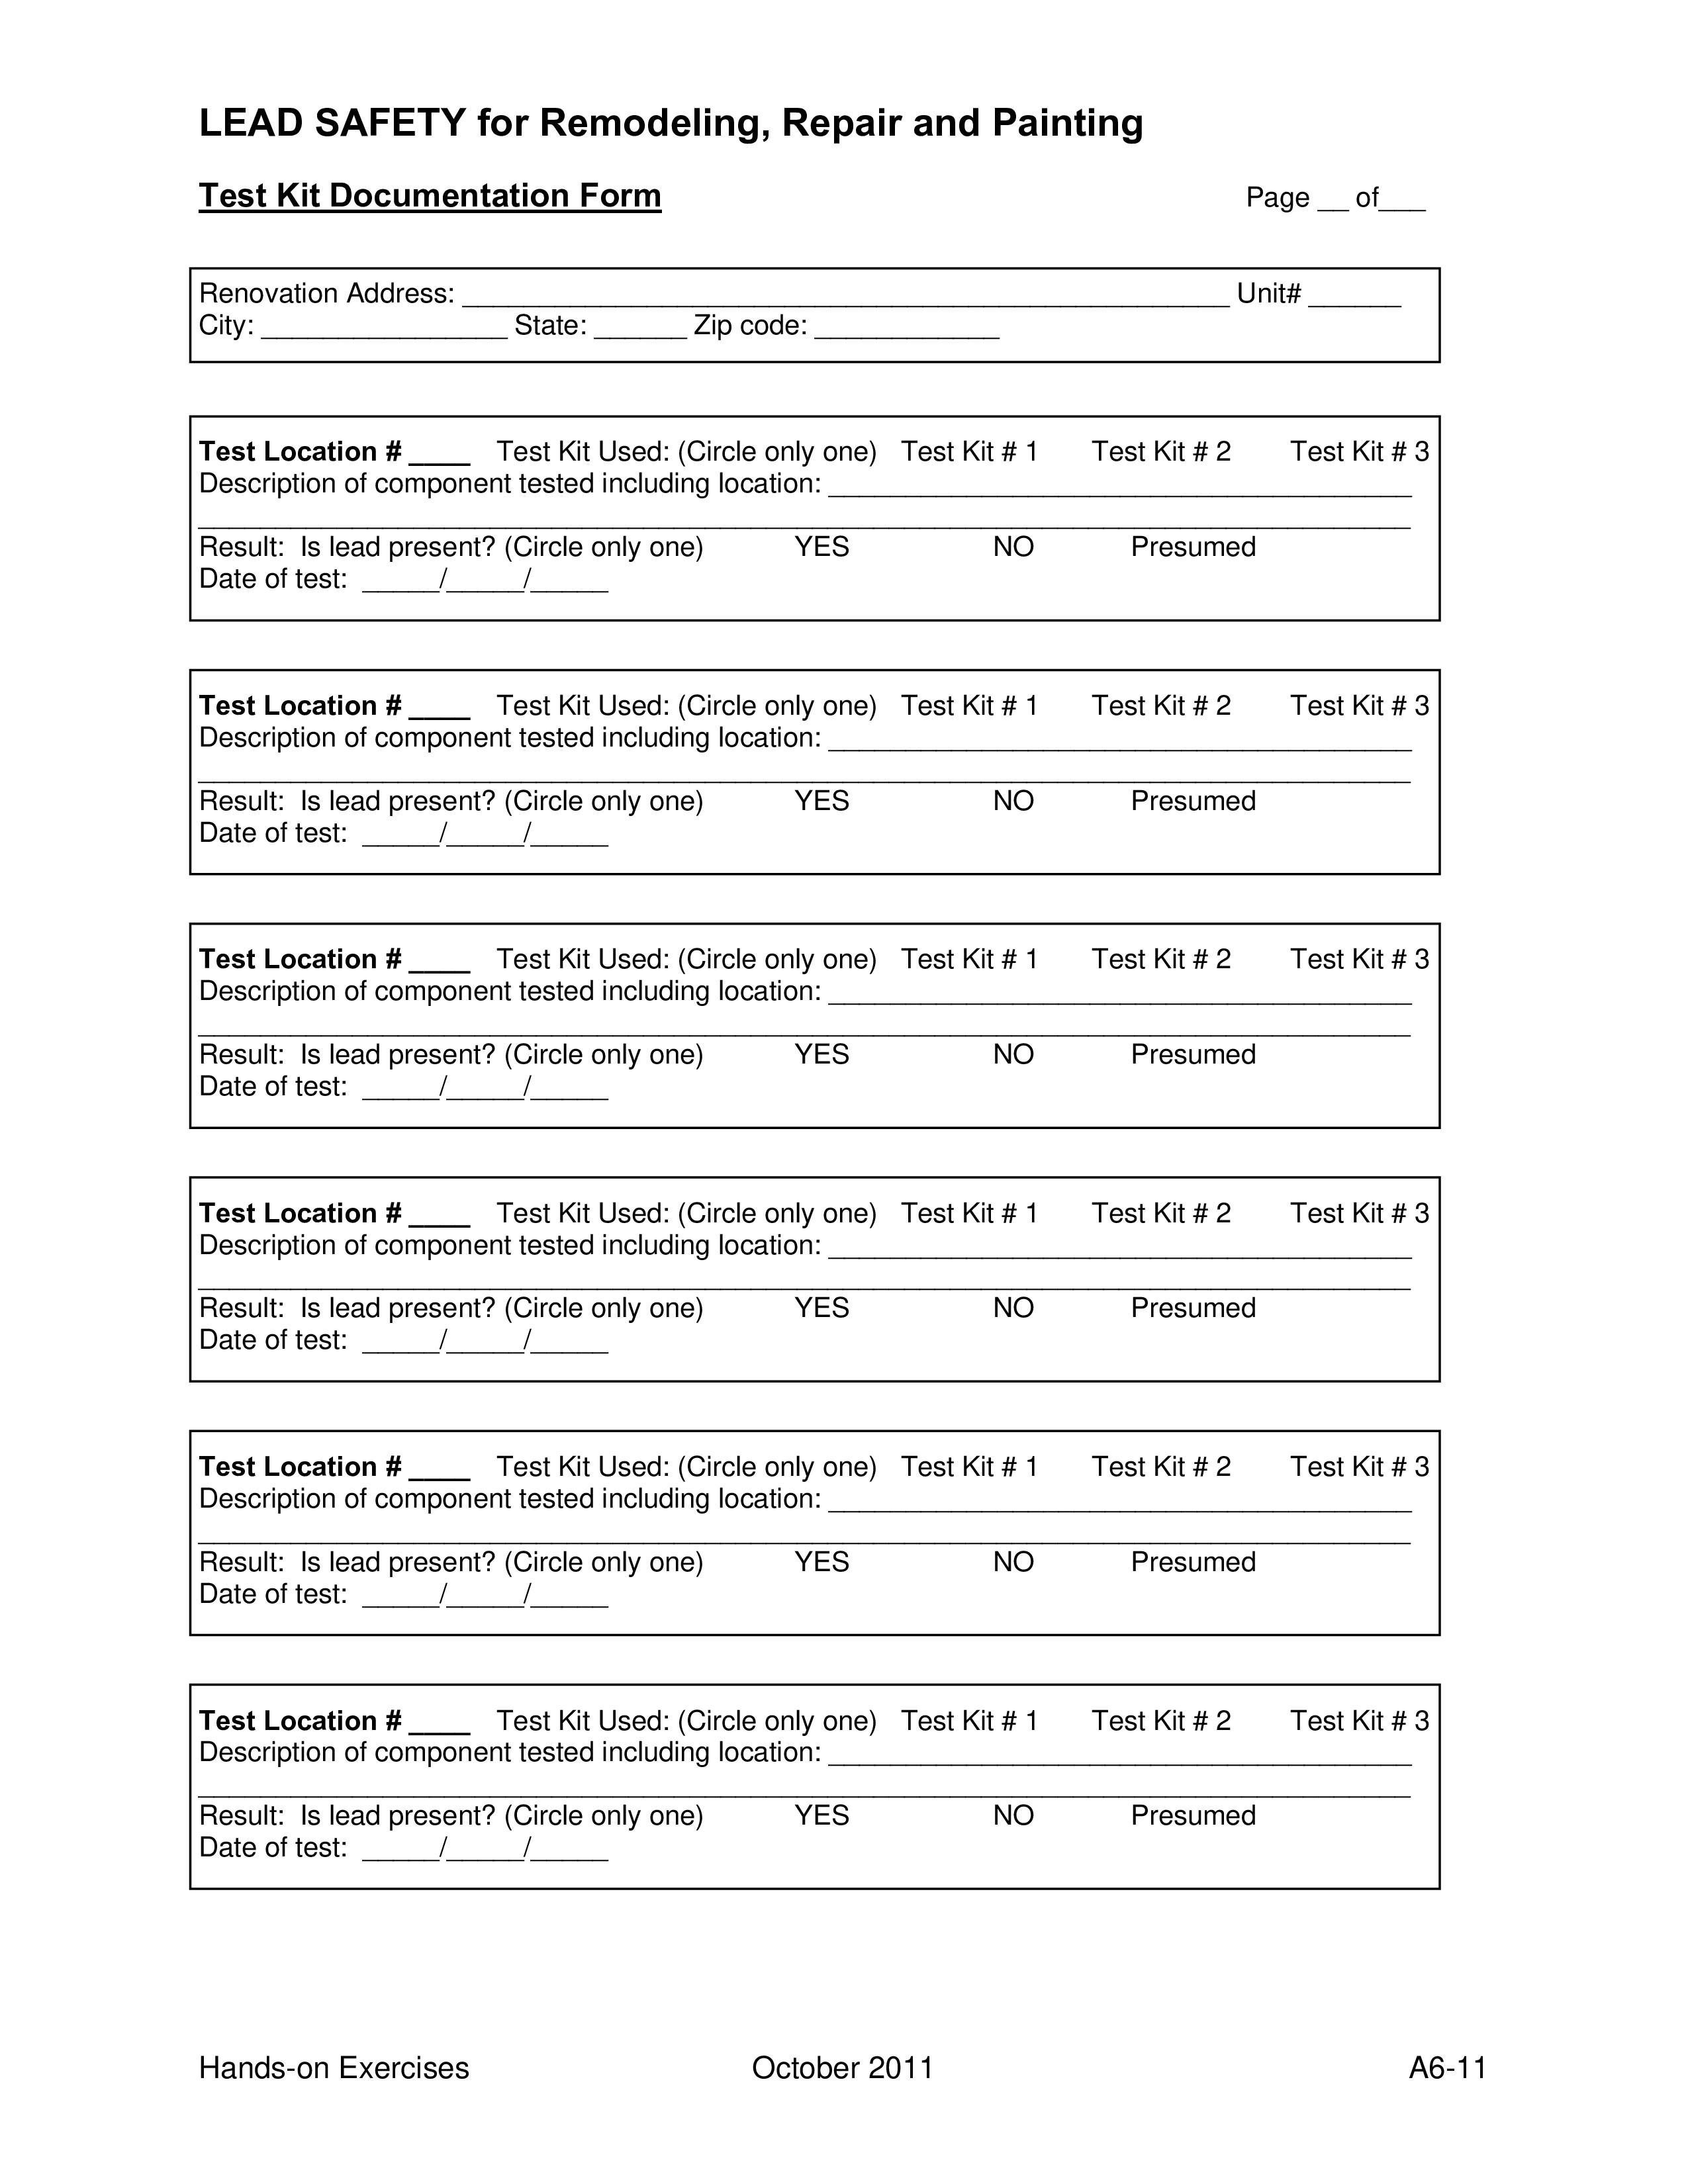 LEAD SAFETY for Remodeling, Repair and Painting
Test Kit Documentation Form Page __ of___
Renovation Address: __________________________________________________ Unit# ______
City: ________________ State: ______ Zip code: ____________
Test Location # ____ Test Kit Used: (Circle only one) Test Kit # 1 Test Kit # 2 Test Kit # 3
Description of component tested including location: ______________________________________
_______________________________________________________________________________
Result: Is lead present? (Circle only one) YES NO Presumed
Date of test: _____/_____/_____
Test Location # ____ Test Kit Used: (Circle only one) Test Kit # 1 Test Kit # 2 Test Kit # 3
Description of component tested including location: ______________________________________
_______________________________________________________________________________
Result: Is lead present? (Circle only one) YES NO Presumed
Date of test: _____/_____/_____
Test Location # ____ Test Kit Used: (Circle only one) Test Kit # 1 Test Kit # 2 Test Kit # 3
Description of component tested including location: ______________________________________
_______________________________________________________________________________
Result: Is lead present? (Circle only one) YES NO Presumed
Date of test: _____/_____/_____
Test Location # ____ Test Kit Used: (Circle only one) Test Kit # 1 Test Kit # 2 Test Kit # 3
Description of component tested including location: ______________________________________
_______________________________________________________________________________
Result: Is lead present? (Circle only one) YES NO Presumed
Date of test: _____/_____/_____
Test Location # ____ Test Kit Used: (Circle only one) Test Kit # 1 Test Kit # 2 Test Kit # 3
Description of component tested including location: ______________________________________
_______________________________________________________________________________
Result: Is lead present? (Circle only one) YES NO Presumed
Date of test: _____/_____/_____
Test Location # ____ Test Kit Used: (Circle only one) Test Kit # 1 Test Kit # 2 Test Kit # 3
Description of component tested including location: ______________________________________
_______________________________________________________________________________
Result: Is lead present? (Circle only one) YES NO Presumed
Date of test: _____/_____/_____
Hands-on Exercises October 2011 A6-11